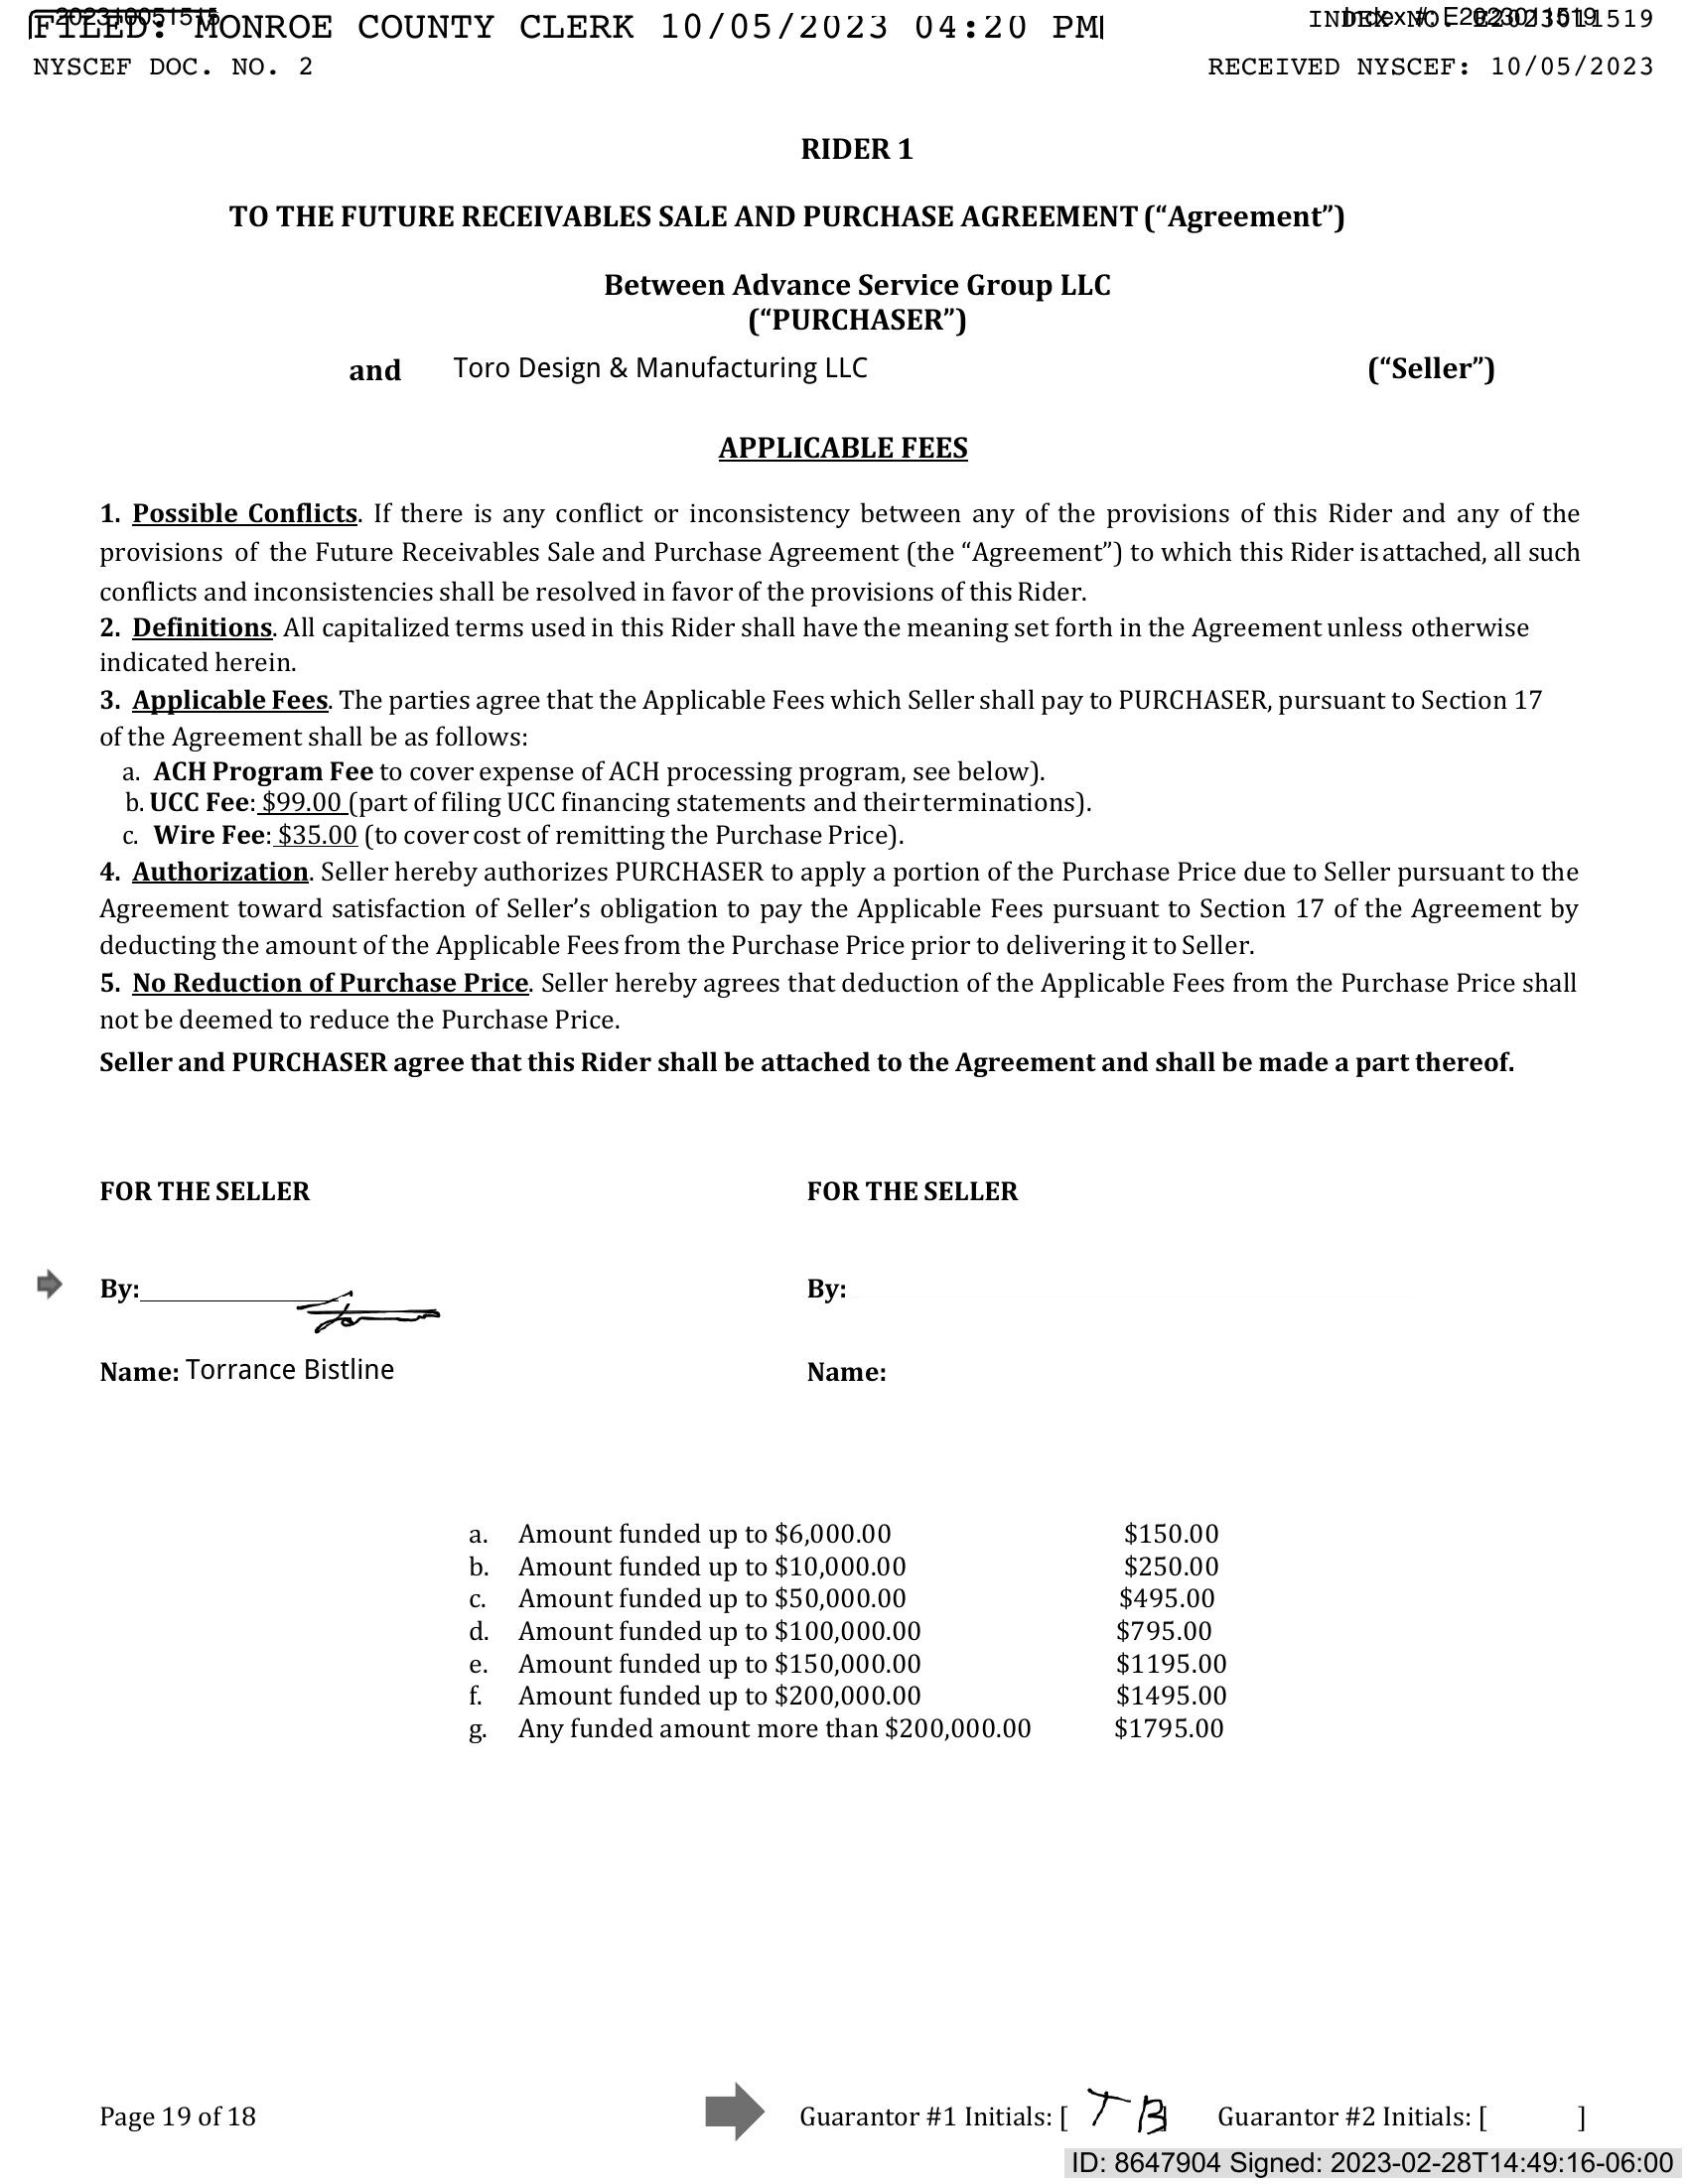 202310051515
FILED: MONROE COUNTY CLERK 10/05/2023 04:20 PM
INDEX NO. E2023011519
Index #: E2023011519
NYSCEF DOC. NO. 2
RECEIVED NYSCEF: 10/05/2023
RIDER 1
TO THE FUTURE RECEIVABLES SALE AND PURCHASE AGREEMENT (“Agreement”)
Between Advance Service Group LLC
(“PURCHASER”)
and Toro Design & Manufacturing LLC (“Seller”)
APPLICABLE FEES
1. Possible Conflicts. If there is any conflict or inconsistency between any of the provisions of this Rider and any of the
provisions of the Future Receivables Sale and Purchase Agreement (the “Agreement”) to which this Rider is attached, all such
conflicts and inconsistencies shall be resolved in favor of the provisions of this Rider.
2. Definitions. All capitalized terms used in this Rider shall have the meaning set forth in the Agreement unless otherwise
indicated herein.
3. Applicable Fees. The parties agree that the Applicable Fees which Seller shall pay to PURCHASER, pursuant to Section 17
of the Agreement shall be as follows:
a. ACH Program Fee to cover expense of ACH processing program, see below).
b. UCC Fee: $99.00 (part of filing UCC financing statements and their terminations).
c. Wire Fee: $35.00 (to cover cost of remitting the Purchase Price).
4. Authorization. Seller hereby authorizes PURCHASER to apply a portion of the Purchase Price due to Seller pursuant to the
Agreement toward satisfaction of Seller’s obligation to pay the Applicable Fees pursuant to Section 17 of the Agreement by
deducting the amount of the Applicable Fees from the Purchase Price prior to delivering it to Seller.
5. No Reduction of Purchase Price. Seller hereby agrees that deduction of the Applicable Fees from the Purchase Price shall
not be deemed to reduce the Purchase Price.
Seller and PURCHASER agree that this Rider shall be attached to the Agreement and shall be made a part thereof.
FOR THE SELLER FOR THE SELLER
By: By:
Name: Torrance Bistline Name:
a. Amount funded up to $6,000.00 $150.00
b. Amount funded up to $10,000.00 $250.00
c. Amount funded up to $50,000.00 $495.00
d. Amount funded up to $100,000.00 $795.00
e. Amount funded up to $150,000.00 $1195.00
f. Amount funded up to $200,000.00 $1495.00
g. Any funded amount more than $200,000.00 $1795.00
Page 19 of 18 Guarantor #1 Initials: [ TB ] Guarantor #2 Initials: [ ]
ID: 8647904 Signed: 2023-02-28T14:49:16-06:00